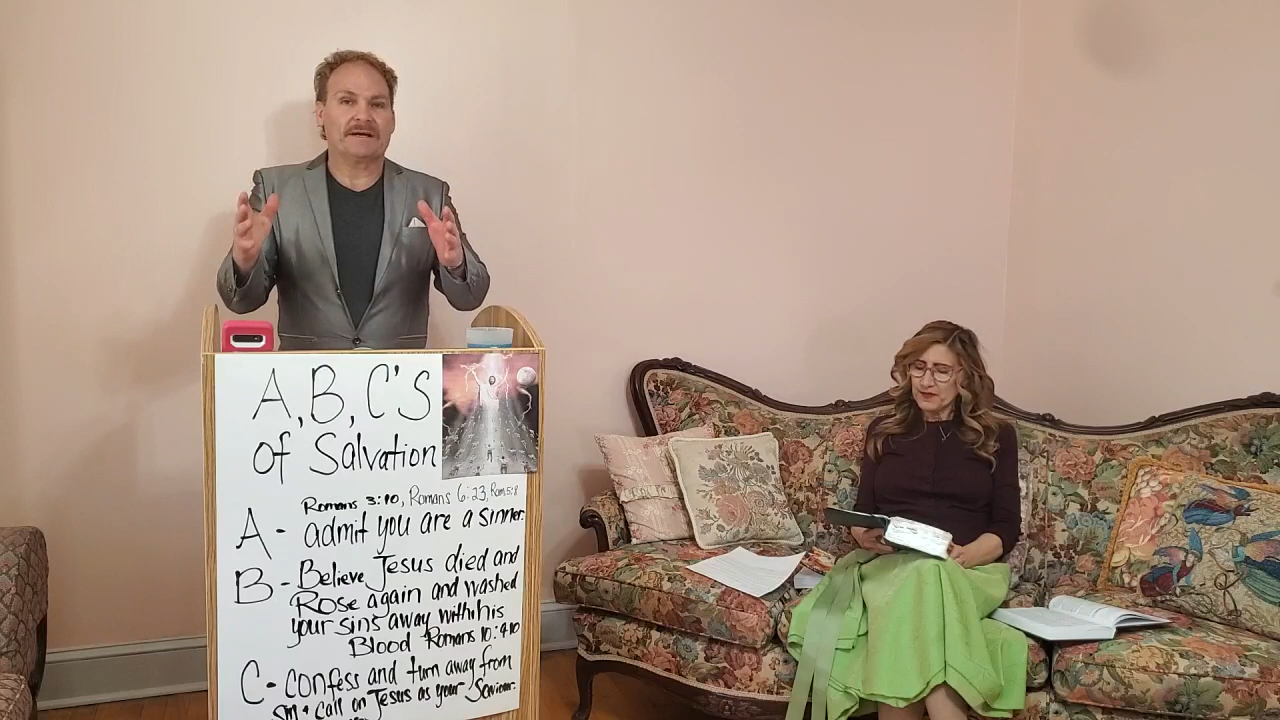 A, B, C'S
of Salvation
Romans 3:10, Romans 6:23, Rom 5:8
A - admit you are a sinner.
B - Believe Jesus died and
Rose again and washed
your sins away with his
Blood Romans 10:9-10
C - confess and turn away from
sin + call on Jesus as your Saviour.